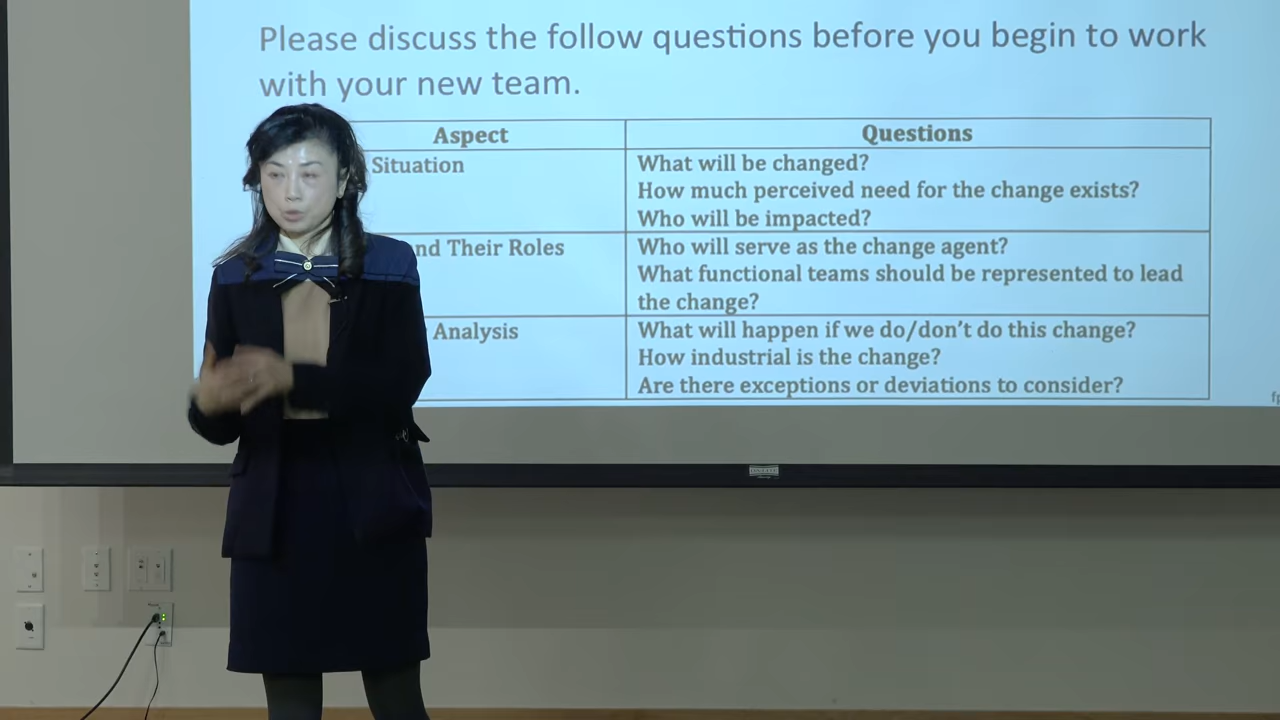 Please discuss the follow questions before you begin to work
with your new team.
Aspect
Questions
Situation
What will be changed?
How much perceived need for the change exists?
Who will be impacted?
nd Their Roles
Who will serve as the change agent?
What functional teams should be represented to lead
the change?
Analysis
What will happen if we do/don't do this change?
How industrial is the change?
Are there exceptions or deviations to consider?